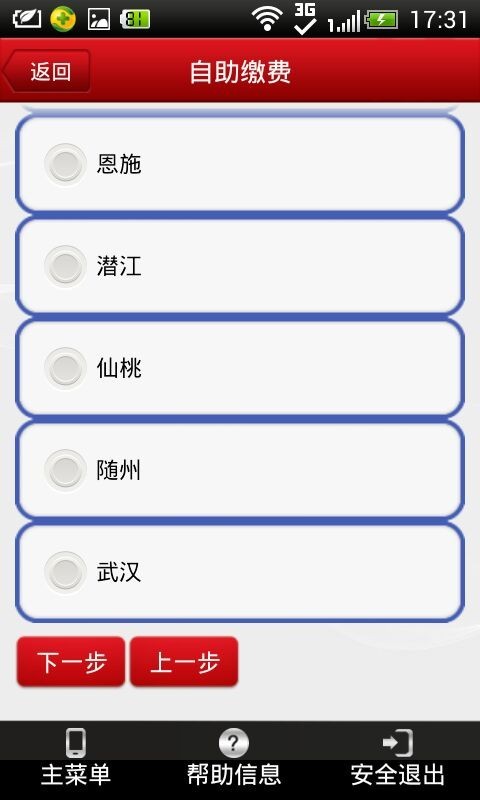 81 3G 17:31
返回 自助缴费
恩施
潜江
仙桃
随州
武汉
下一步 上一步
主菜单 帮助信息 安全退出